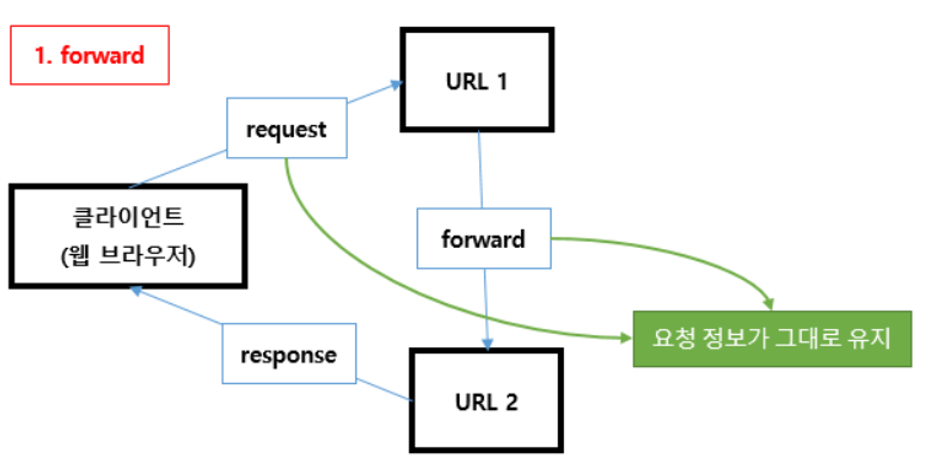 1. forward
URL 1
request
클라이언트
(웹 브라우저)
forward
요청 정보가 그대로 유지
response
URL 2